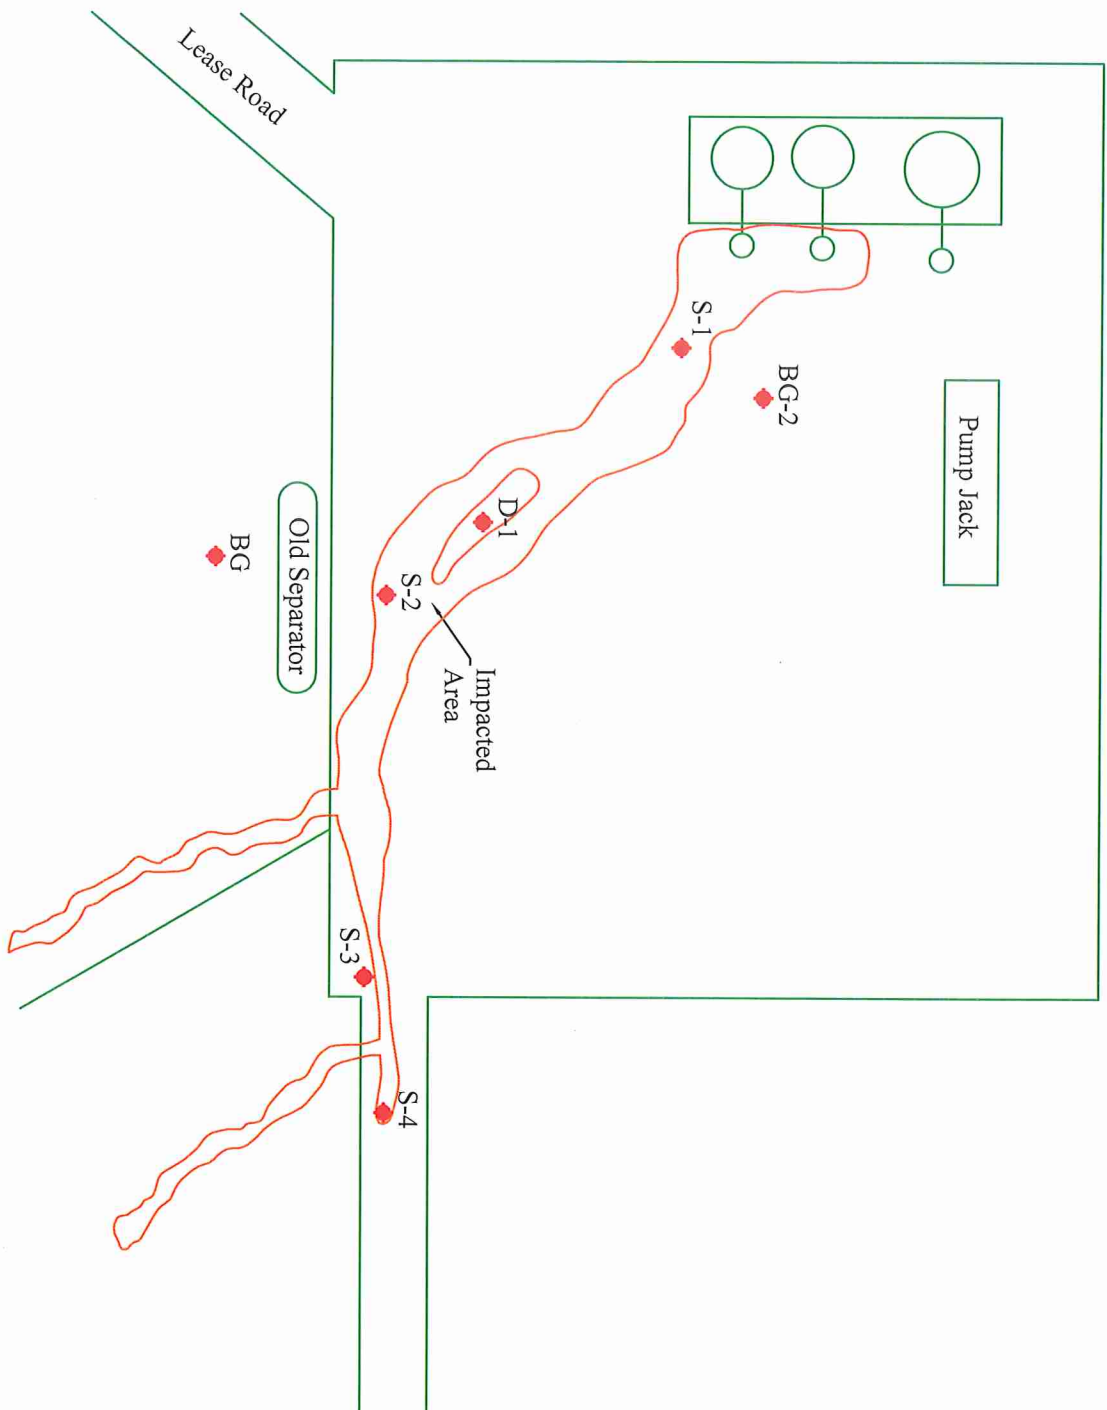 Lease Road
S-1
BG-2
Pump Jack
D-1
S-2
BG
Old Separator
Impacted
Area
S-3
S-4